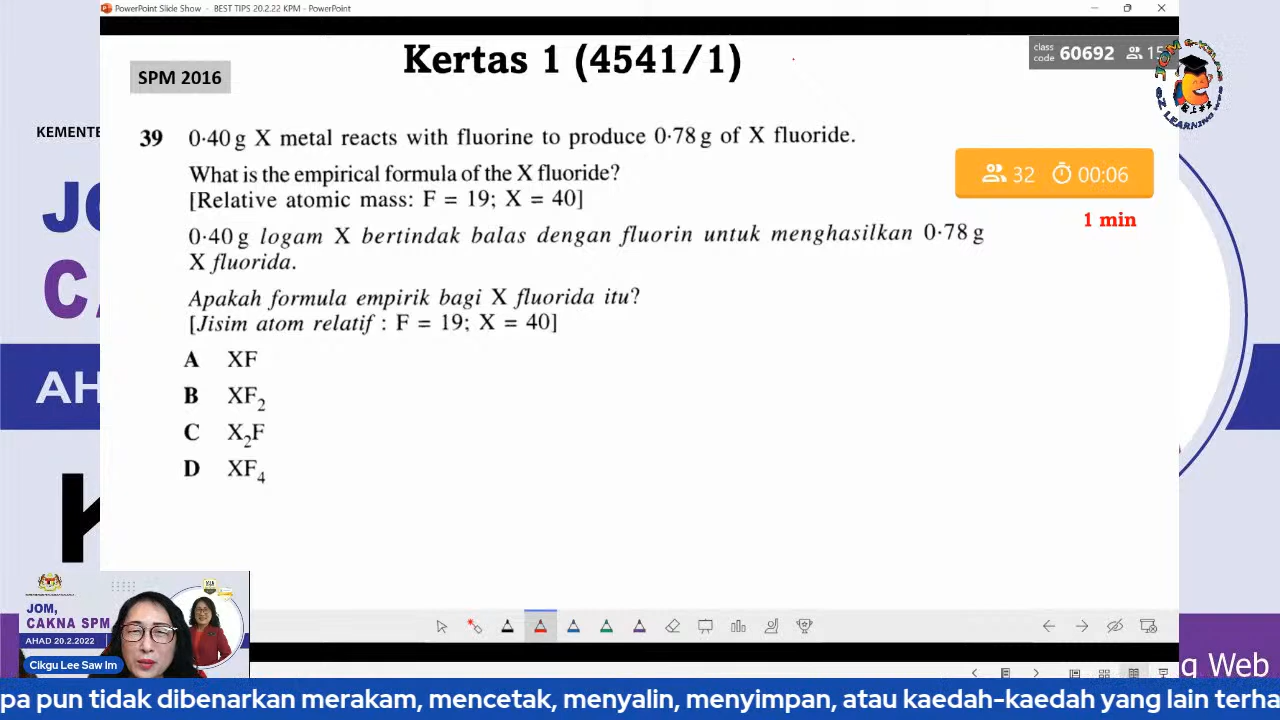 PowerPoint Slide Show - BEST TIPS 20.2.22 KPM - PowerPoint
Kertas 1 (4541/1)
class code 60692
SPM 2016
KEMENTE
39 0·40 g X metal reacts with fluorine to produce 0·78 g of X fluoride.
What is the empirical formula of the X fluoride?
[Relative atomic mass: F = 19; X = 40]
32 00:06
1 min
0·40 g logam X bertindak balas dengan fluorin untuk menghasilkan 0·78 g
X fluorida.
Apakah formula empirik bagi X fluorida itu?
[Jisim atom relatif : F = 19; X = 40]
A XF
B XF₂
C X₂F
D XF₄
JO
C
AH
K
JOM,
CAKNA SPM
AHAD 20.2.2022
Cikgu Lee Saw Im
g Web
pa pun tidak dibenarkan merakam, mencetak, menyalin, menyimpan, atau kaedah-kaedah yang lain terha